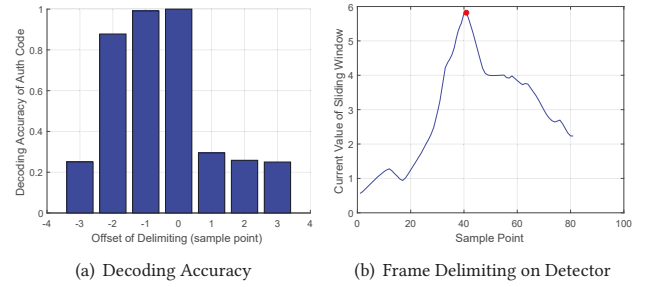 Decoding Accuracy of Auth Code
1
0.8
0.6
0.4
0.2
0
-4 -3 -2 -1 0 1 2 3 4
Offset of Delimiting (sample point)
(a) Decoding Accuracy
Current Value of Sliding Window
6
5
4
3
2
1
0
0 20 40 60 80 100
Sample Point
(b) Frame Delimiting on Detector